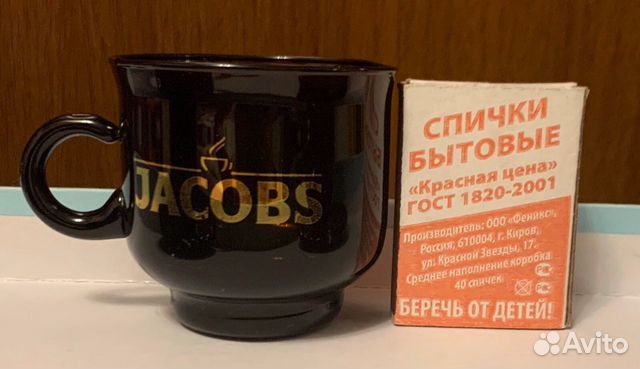 JACOBS
СПИЧКИ
БЫТОВЫЕ
«Красная цена»
ГОСТ 1820-2001
Производитель: ООО «Феникс»,
Россия, 610004, г. Киров,
ул. Красной Звезды, 17.
Среднее наполнение коробка
40 спичек
БЕРЕЧЬ ОТ ДЕТЕЙ!
Avito